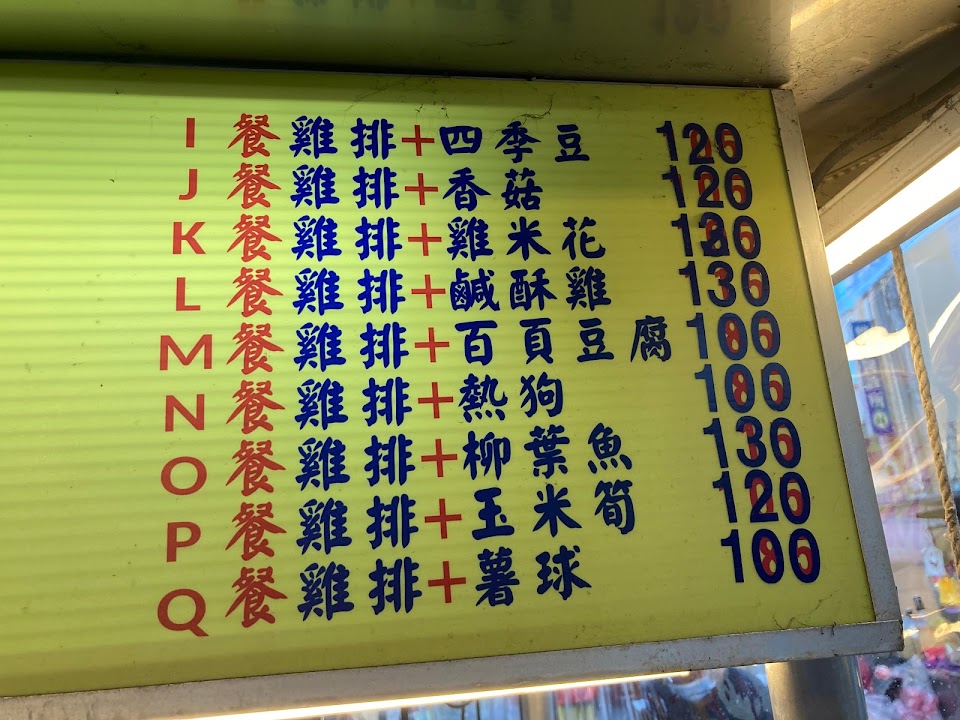 I 餐雞排+四季豆 120
J 餐雞排+香菇 120
K 餐雞排+雞米花 130
L 餐雞排+鹹酥雞 130
M 餐雞排+百頁豆腐 100
N 餐雞排+熱狗 100
O 餐雞排+柳葉魚 130
P 餐雞排+玉米筍 120
Q 餐雞排+薯球 100